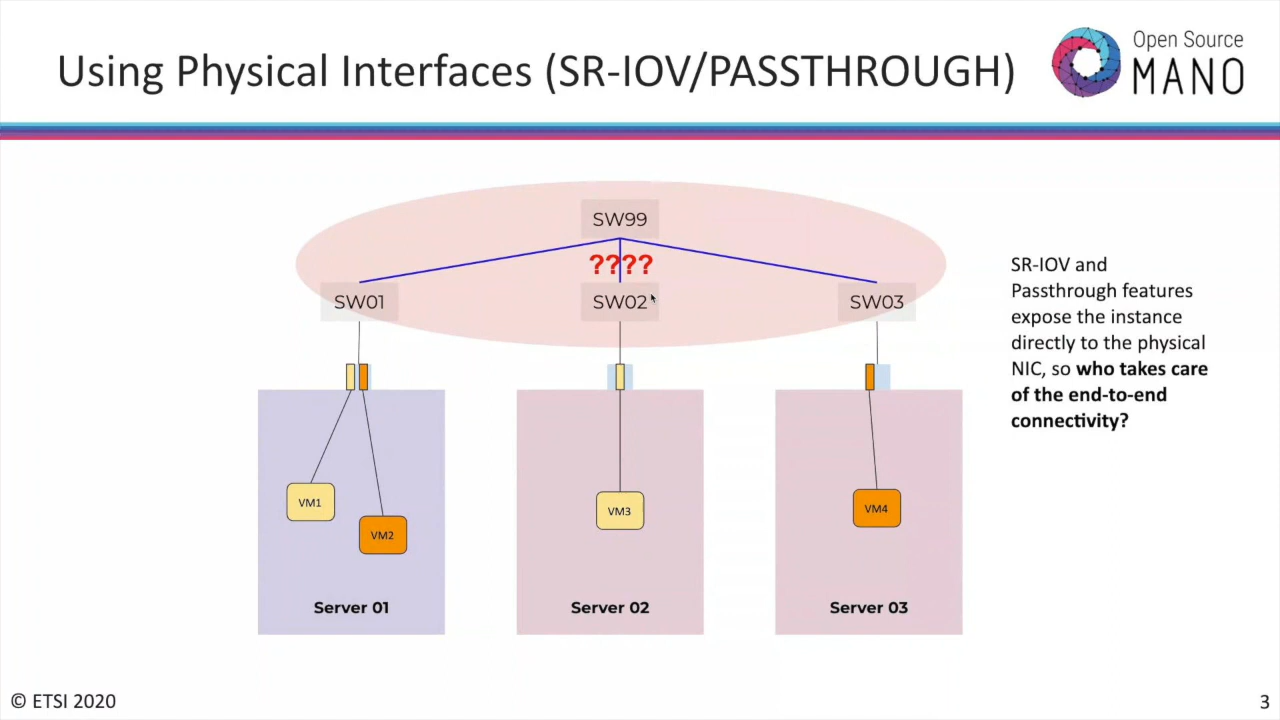 Using Physical Interfaces (SR-IOV/PASSTHROUGH)
Open Source
MANO
SW99
????
SW01
SW02
SW03
SR-IOV and
Passthrough features
expose the instance
directly to the physical
NIC, so who takes care
of the end-to-end
connectivity?
VM1
VM2
VM3
VM4
Server 01
Server 02
Server 03
© ETSI 2020
3